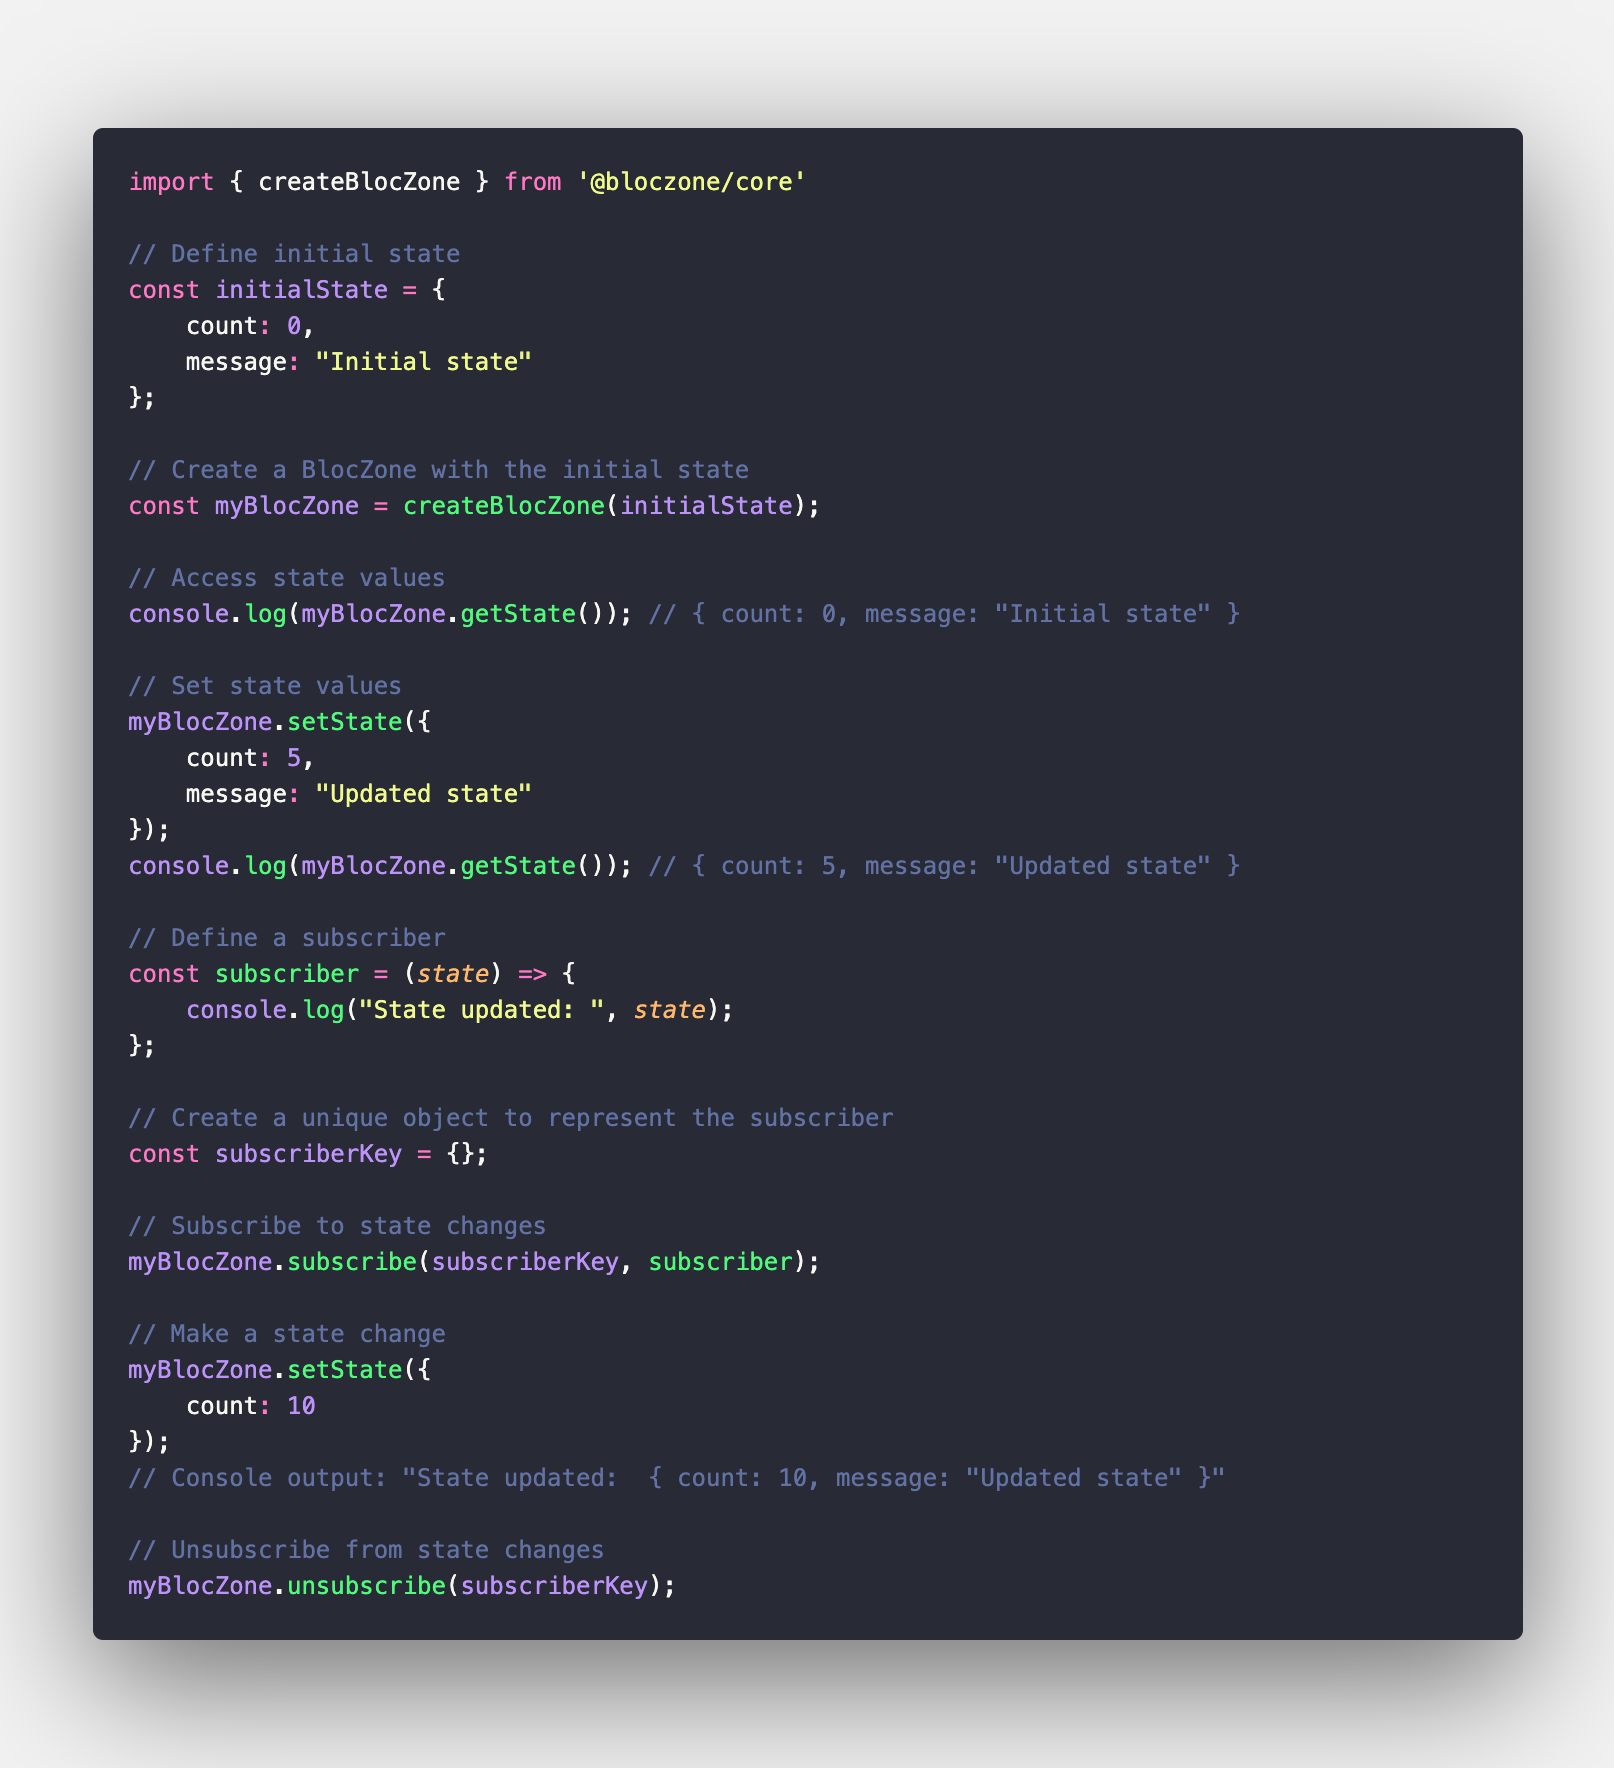 import { createBlocZone } from '@bloczone/core'

// Define initial state
const initialState = {
    count: 0,
    message: "Initial state"
};

// Create a BlocZone with the initial state
const myBlocZone = createBlocZone(initialState);

// Access state values
console.log(myBlocZone.getState()); // { count: 0, message: "Initial state" }

// Set state values
myBlocZone.setState({
    count: 5,
    message: "Updated state"
});
console.log(myBlocZone.getState()); // { count: 5, message: "Updated state" }

// Define a subscriber
const subscriber = (state) => {
    console.log("State updated: ", state);
};

// Create a unique object to represent the subscriber
const subscriberKey = {};

// Subscribe to state changes
myBlocZone.subscribe(subscriberKey, subscriber);

// Make a state change
myBlocZone.setState({
    count: 10
});
// Console output: "State updated:  { count: 10, message: "Updated state" }"

// Unsubscribe from state changes
myBlocZone.unsubscribe(subscriberKey);